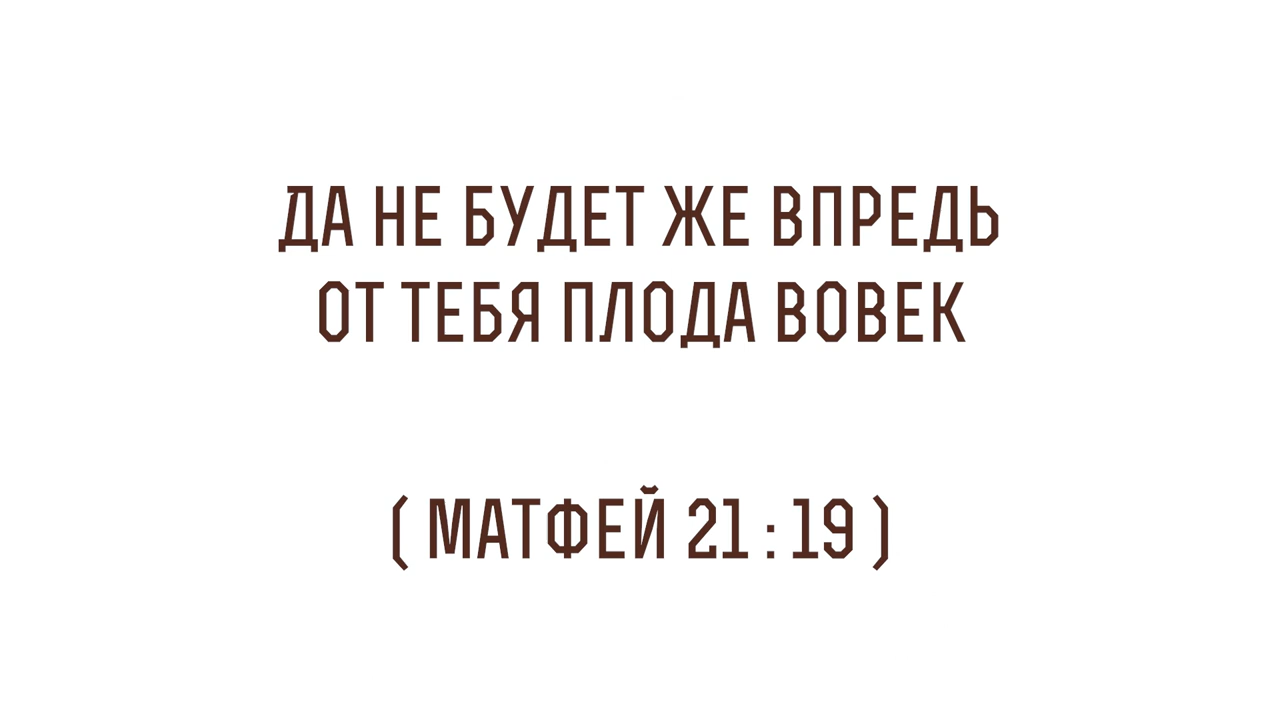 ДА НЕ БУДЕТ ЖЕ ВПРЕДЬ
ОТ ТЕБЯ ПЛОДА ВОВЕК
( МАТФЕЙ 21 : 19 )